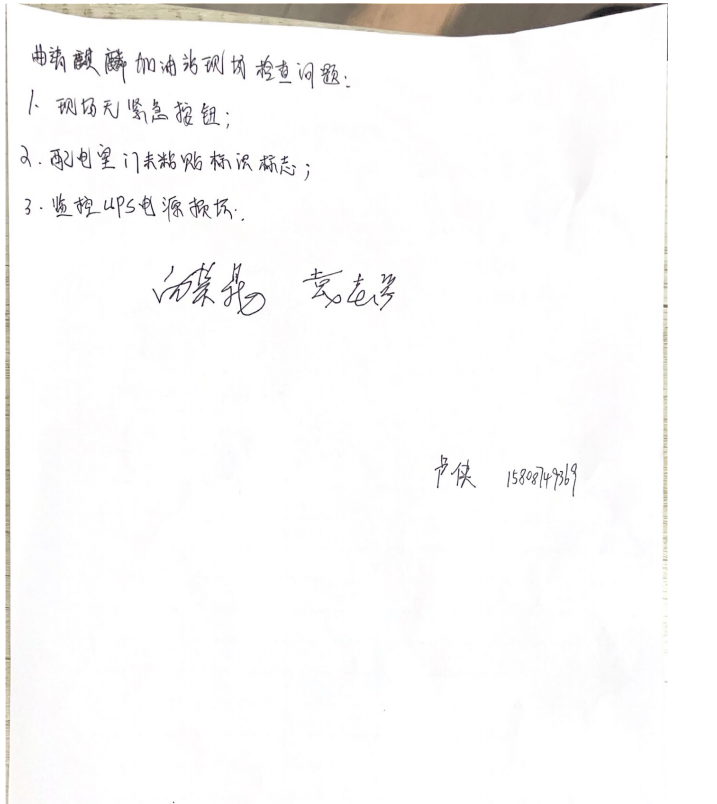 曲靖麒麟加油站现场检查问题:
1. 现场无紧急按钮;
2. 配电室门未粘贴标识标志;
3. 监控UPS电源损坏.
卢侠 15808749369